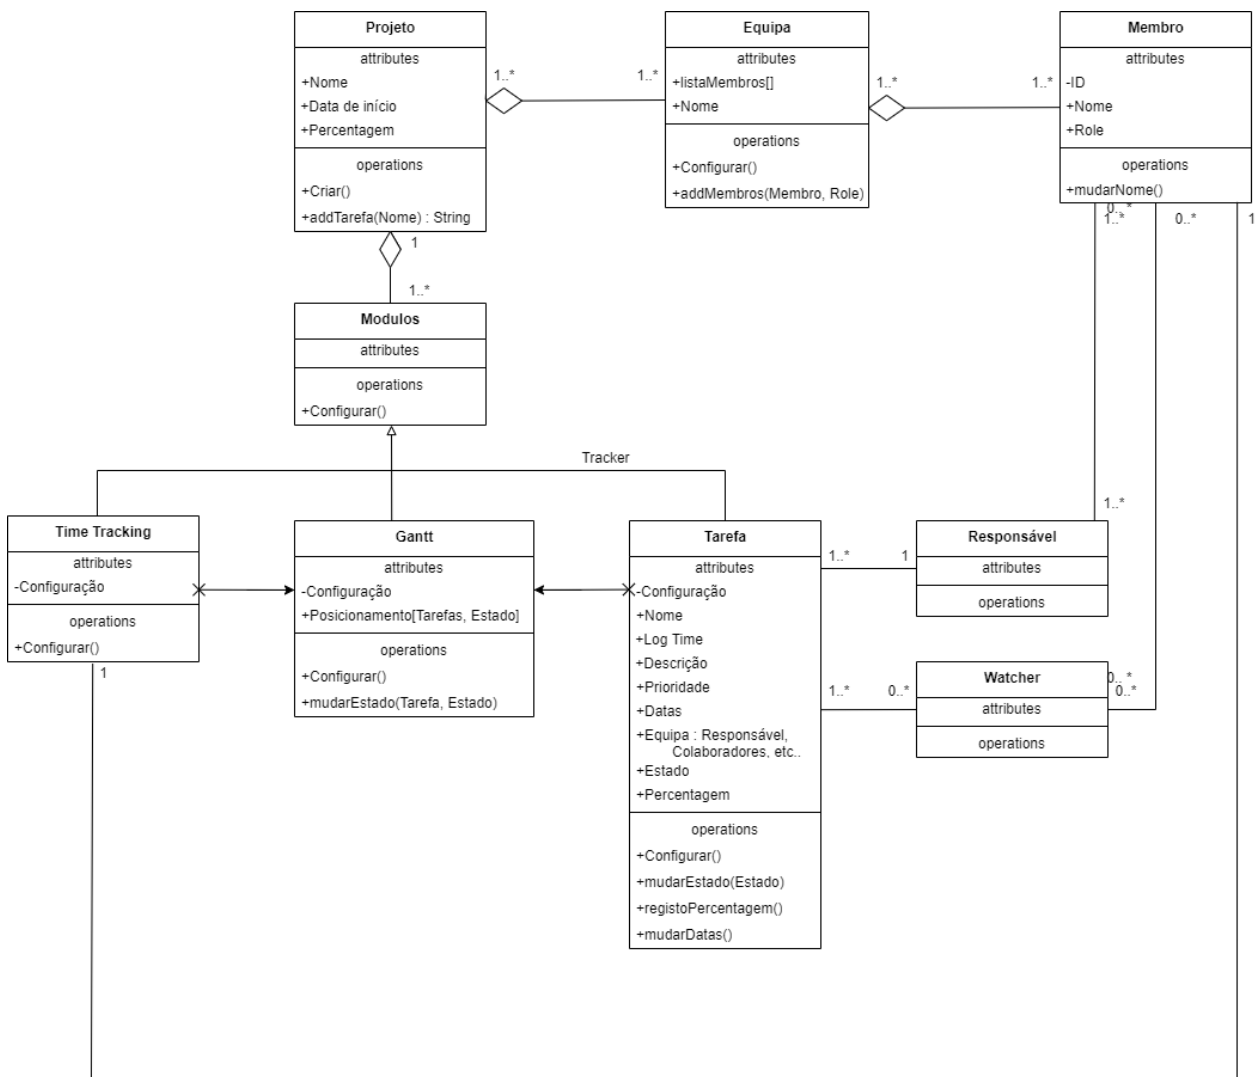 Projeto
attributes
+Nome
+Data de início
+Percentagem
operations
+Criar()
+addTarefa(Nome) : String
1..*
1..*
Equipa
attributes
+listaMembros[]
+Nome
operations
+Configurar()
+addMembros(Membro, Role)
1..*
1..*
Membro
attributes
-ID
+Nome
+Role
operations
+mudarNome()
0..*
1..*
0..*
1
1
1..*
Modulos
attributes
operations
+Configurar()
Tracker
Time Tracking
attributes
-Configuração
operations
+Configurar()
1
Gantt
attributes
-Configuração
+Posicionamento[Tarefas, Estado]
operations
+Configurar()
+mudarEstado(Tarefa, Estado)
Tarefa
attributes
-Configuração
+Nome
+Log Time
+Descrição
+Prioridade
+Datas
+Equipa : Responsável,
Colaboradores, etc..
+Estado
+Percentagem
operations
+Configurar()
+mudarEstado(Estado)
+registoPercentagem()
+mudarDatas()
1..*
1
1..*
Responsável
attributes
operations
1..*
0..*
Watcher
attributes
operations
0..*
0..*